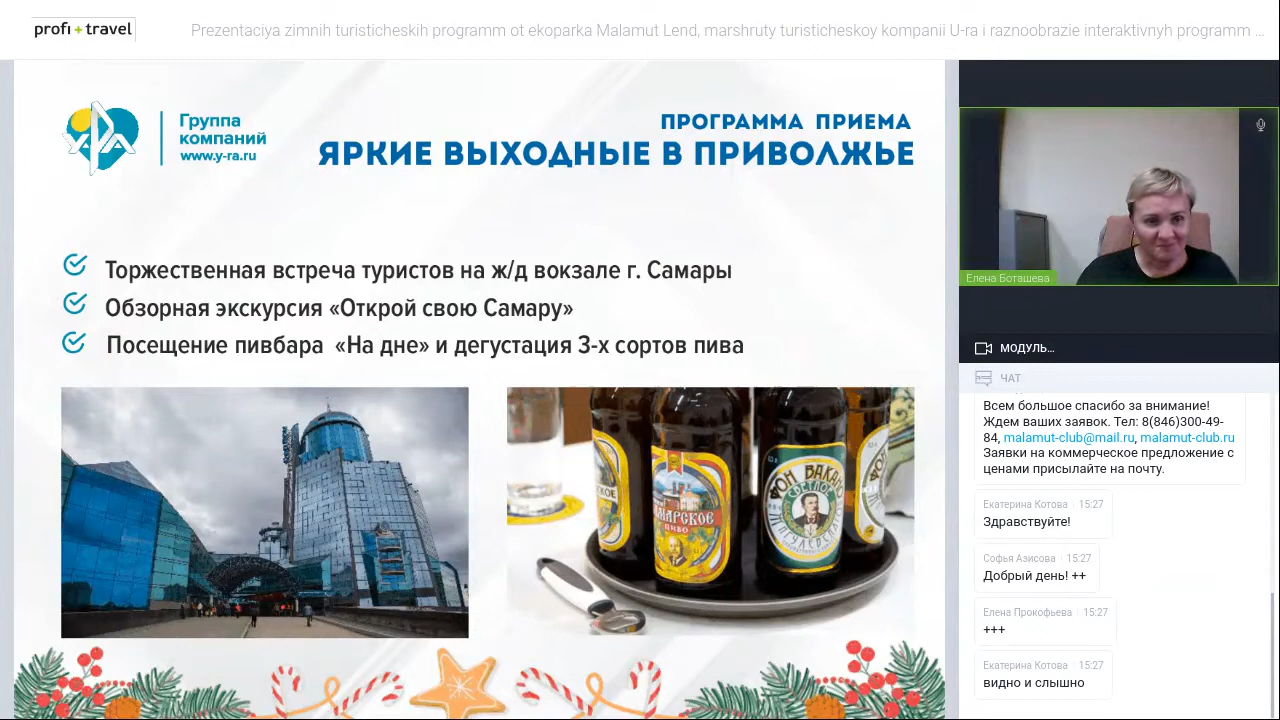 profi + travel
Prezentaciya zimnih turisticheskih programm ot ekoparka Malamut Lend, marshruty turisticheskoy kompanii U-ra i raznoobrazie interaktivnyh programm ...
Группа
компаний
www.y-ra.ru
ПРОГРАММА ПРИЕМА
ЯРКИЕ ВЫХОДНЫЕ В ПРИВОЛЖЬЕ
Торжественная встреча туристов на ж/д вокзале г. Самары
Обзорная экскурсия «Открой свою Самару»
Посещение пивбара «На дне» и дегустация 3-х сортов пива
ФОН ВАКАНО
СВЕТЛОЕ
ПИВО
Елена Боташева
МОДУЛЬ...
ЧАТ
Всем большое спасибо за внимание!
Ждем ваших заявок. Тел: 8(846)300-49-
84, malamut-club@mail.ru, malamut-club.ru
Заявки на коммерческое предложение с
ценами присылайте на почту.
Екатерина Котова 15:27
Здравствуйте!
Софья Азисова 15:27
Добрый день! ++
Елена Прокофьева 15:27
+++
Екатерина Котова 15:27
видно и слышно